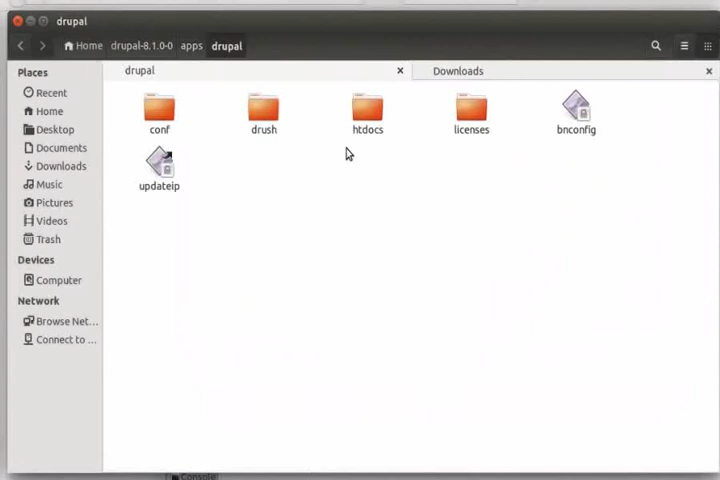 drupal
Home drupal-8.1.0-0 apps drupal
Places
drupal
Downloads
Recent
Home
Desktop
Documents
Downloads
Music
Pictures
Videos
Trash
Devices
Computer
Network
Browse Net...
Connect to ...
conf
drush
htdocs
licenses
bnconfig
updateip
Console